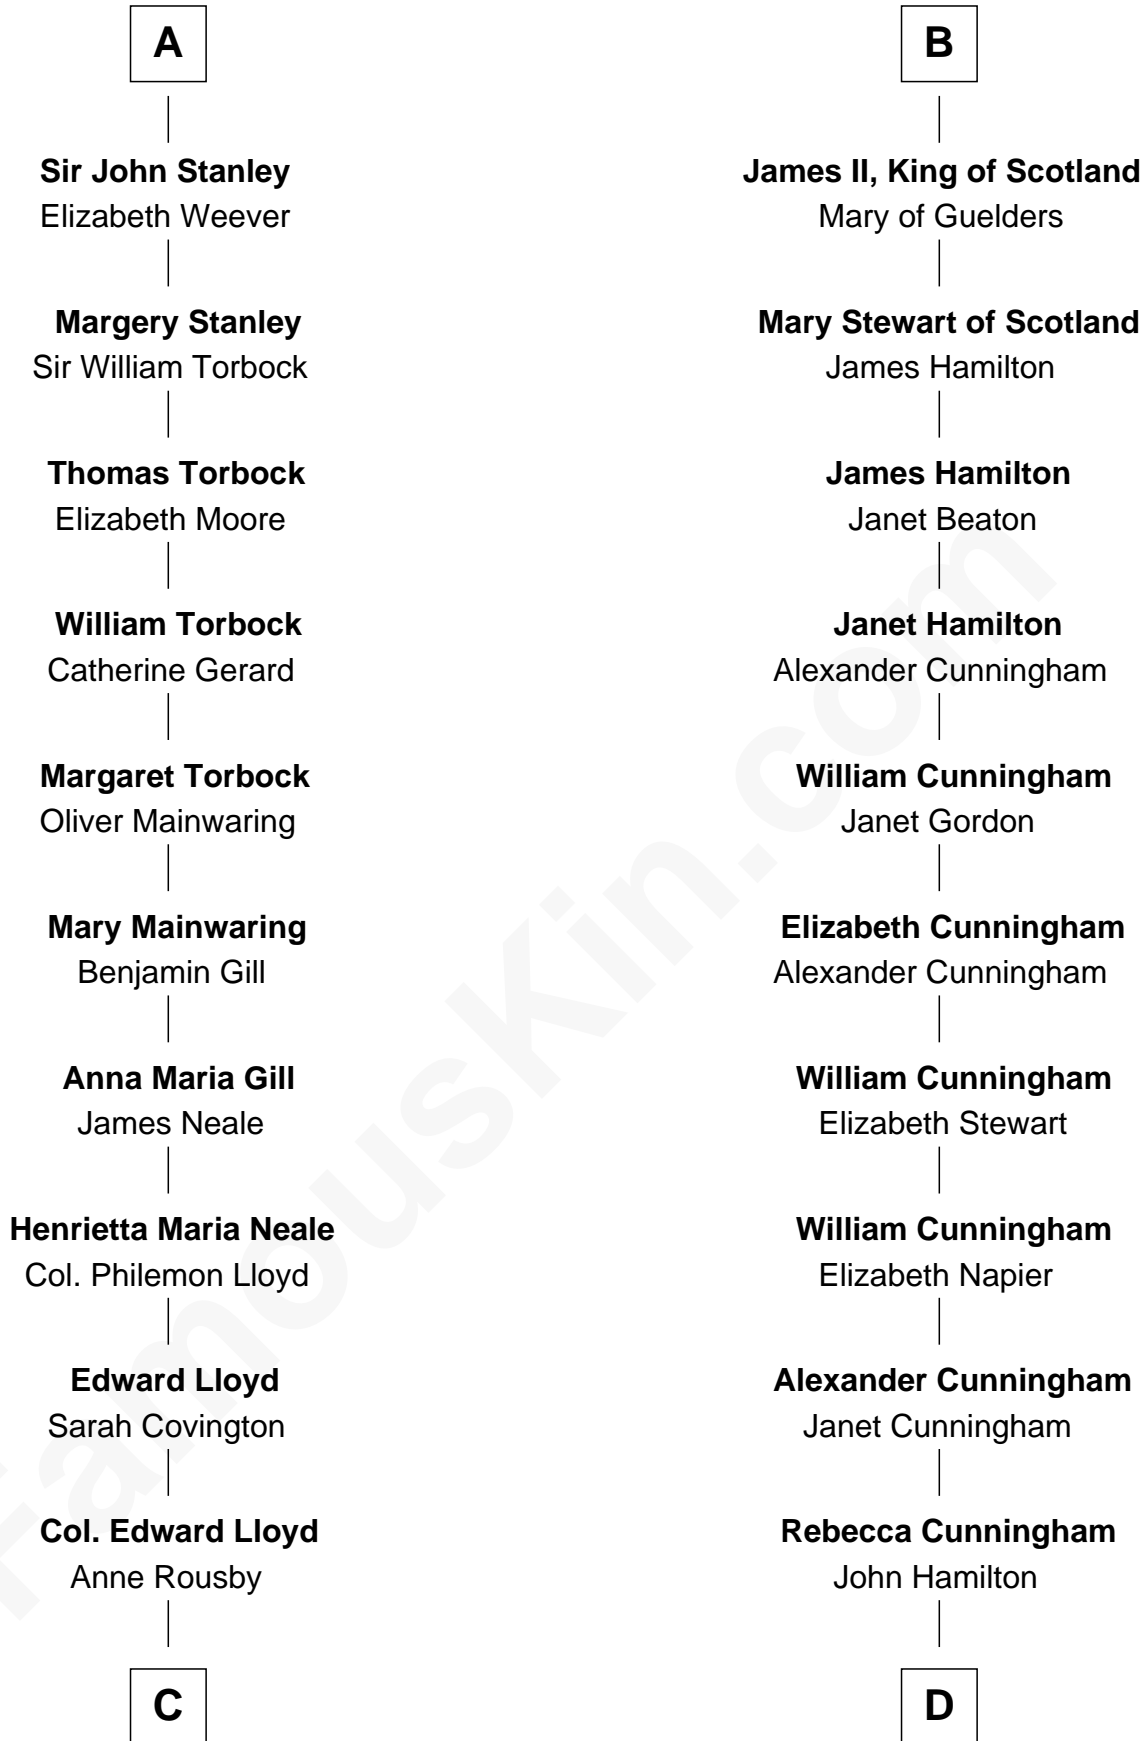 A
Sir John Stanley
Elizabeth Weever
Margery Stanley
Sir William Torbock
Thomas Torbock
Elizabeth Moore
William Torbock
Catherine Gerard
Margaret Torbock
Oliver Mainwaring
Mary Mainwaring
Benjamin Gill
Anna Maria Gill
James Neale
Henrietta Maria Neale
Col. Philemon Lloyd
Edward Lloyd
Sarah Covington
Col. Edward Lloyd
Anne Rousby
C
B
James II, King of Scotland
Mary of Guelders
Mary Stewart of Scotland
James Hamilton
James Hamilton
Janet Beaton
Janet Hamilton
Alexander Cunningham
William Cunningham
Janet Gordon
Elizabeth Cunningham
Alexander Cunningham
William Cunningham
Elizabeth Stewart
William Cunningham
Elizabeth Napier
Alexander Cunningham
Janet Cunningham
Rebecca Cunningham
John Hamilton
D
FamousKin.com